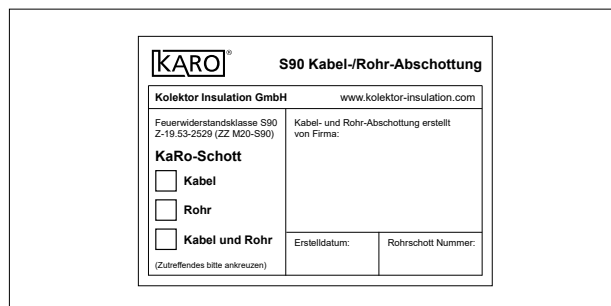 KARO®
S90 Kabel-/Rohr-Abschottung
Kolektor Insulation GmbH
www.kolektor-insulation.com
Feuerwiderstandsklasse S90
Z-19.53-2529 (ZZ M20-S90)
KaRo-Schott
Kabel
Rohr
Kabel und Rohr
(Zutreffendes bitte ankreuzen)
Kabel- und Rohr-Abschottung erstellt
von Firma:
Erstelldatum:
Rohrschott Nummer: